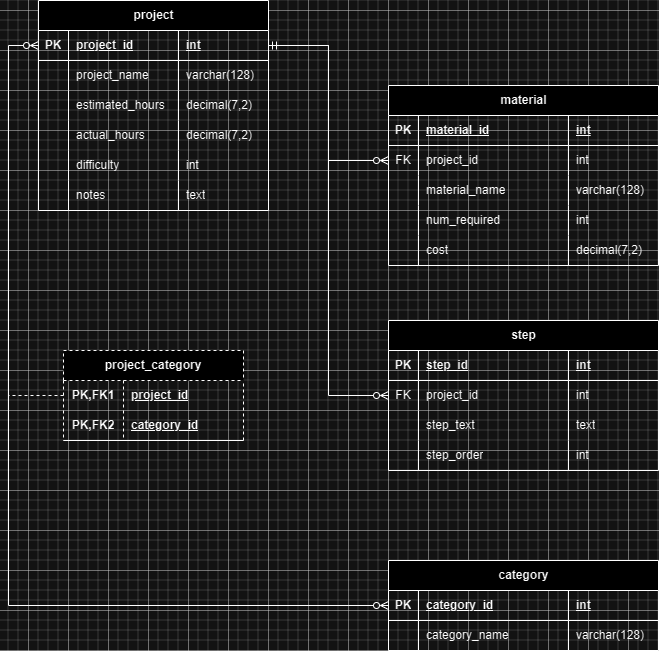 project
PK project_id int
project_name varchar(128)
estimated_hours decimal(7,2)
actual_hours decimal(7,2)
difficulty int
notes text
material
PK material_id int
FK project_id int
material_name varchar(128)
num_required int
cost decimal(7,2)
step
PK step_id int
FK project_id int
step_text text
step_order int
project_category
PK,FK1 project_id
PK,FK2 category_id
category
PK category_id int
category_name varchar(128)